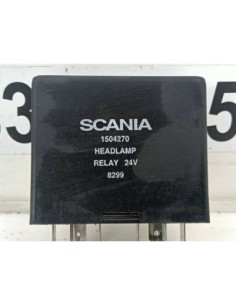 SCANIA
1504270
HEADLAMP
RELAY 24V
8299